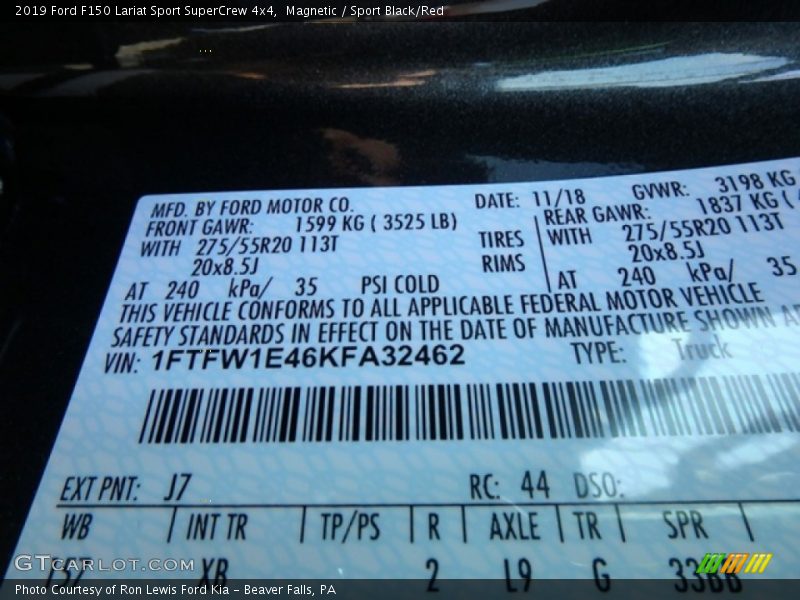 2019 Ford F150 Lariat Sport SuperCrew 4x4, Magnetic / Sport Black/Red
MFD. BY FORD MOTOR CO. DATE: 11/18 GVWR: 3198 KG
FRONT GAWR: 1599 KG ( 3525 LB) REAR GAWR: 1837 KG (
WITH 275/55R20 113T TIRES WITH 275/55R20 113T
20x8.5J RIMS 20x8.5J
AT 240 kPa/ 35 PSI COLD AT 240 kPa/ 35
THIS VEHICLE CONFORMS TO ALL APPLICABLE FEDERAL MOTOR VEHICLE
SAFETY STANDARDS IN EFFECT ON THE DATE OF MANUFACTURE SHOWN
VIN: 1FTFW1E46KFA32462 TYPE: Truck
EXT PNT: J7 RC: 44 DSO:
WB INT TR TP/PS R AXLE TR SPR
157 XB 2 L9 G
GTCARLOT.COM
Photo Courtesy of Ron Lewis Ford Kia - Beaver Falls, PA